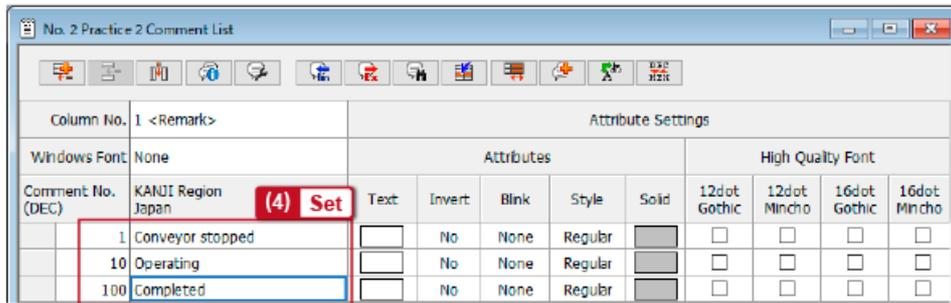 No. 2 Practice 2 Comment List
Column No. 1 <Remark> Attribute Settings
Windows Font None Attributes High Quality Font
Comment No. (DEC) KANJI Region Japan (4) Set Text Invert Blink Style Solid 12dot Gothic 12dot Mincho 16dot Gothic 16dot Mincho
1 Conveyor stopped No None Regular
10 Operating No None Regular
100 Completed No None Regular